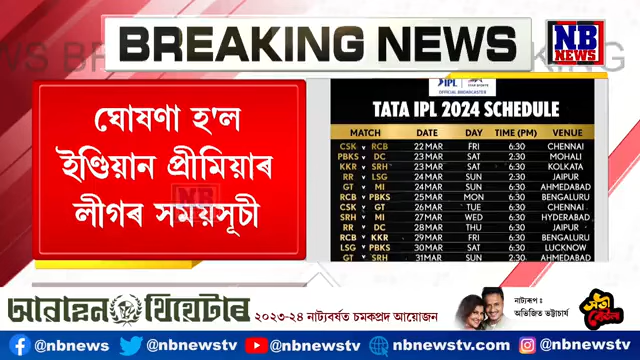 BREAKING NEWS
NB
NEWS
ঘোষণা হ'ল
ইণ্ডিয়ান প্ৰীমিয়াৰ
লীগৰ সময়সূচী
IPL
OFFICIAL BROADCASTER
TATA IPL 2024 SCHEDULE
MATCH DATE DAY TIME (PM) VENUE
CSK v RCB 22 MAR FRI 6:30 CHENNAI
PBKS v DC 23 MAR SAT 2:30 MOHALI
KKR v SRH 23 MAR SAT 6:30 KOLKATA
RR v LSG 24 MAR SUN 2:30 JAIPUR
GT v MI 24 MAR SUN 6:30 AHMEDABAD
RCB v PBKS 25 MAR MON 6:30 BENGALURU
CSK v GT 26 MAR TUE 6:30 CHENNAI
SRH v MI 27 MAR WED 6:30 HYDERABAD
RR v DC 28 MAR THU 6:30 JAIPUR
RCB v KKR 29 MAR FRI 6:30 BENGALURU
LSG v PBKS 30 MAR SAT 6:30 LUCKNOW
GT v SRH 31 MAR SUN 2:30 AHMEDABAD
আৱাহন থিয়েটাৰ
২০২৩-২৪ নাট্যবৰ্ষত চমকপ্ৰদ আয়োজন
নাট্যৰূপ :
অভিজিত ভট্টাচাৰ্য
@nbnews @nbnewstv @nbnewstv www.nbnewstv.com @nbnewstv